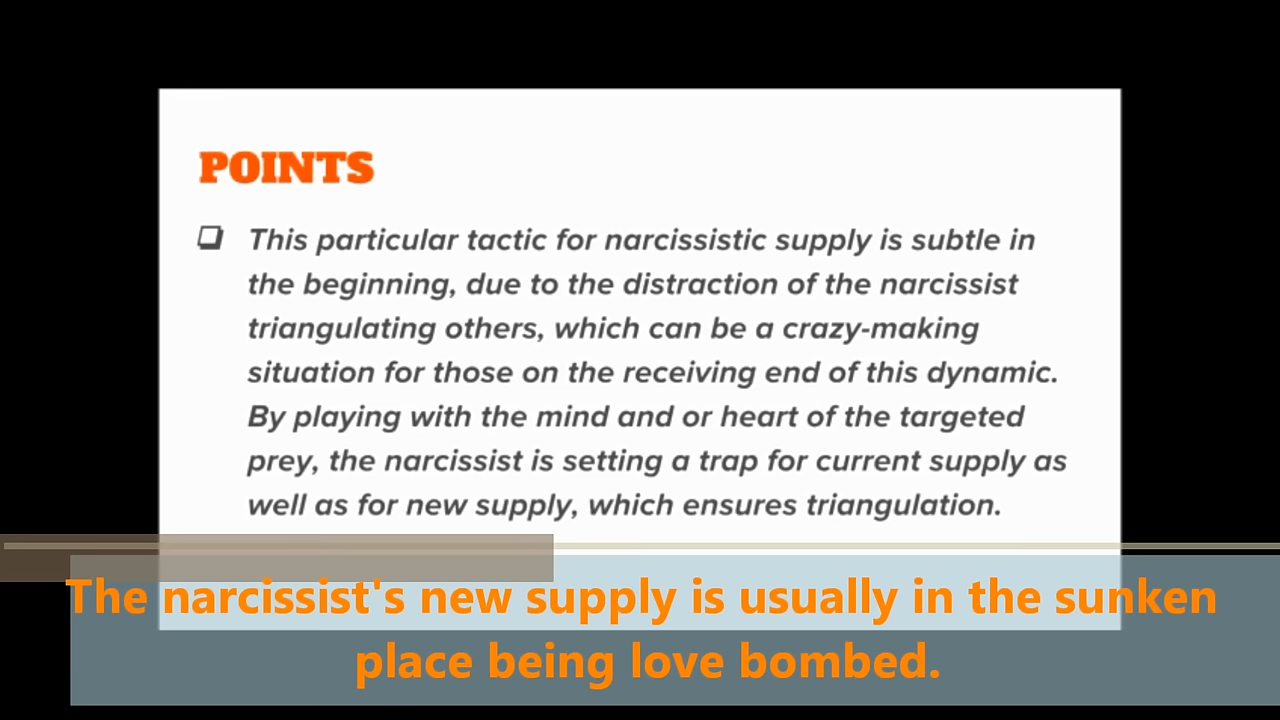 POINTS
❏ This particular tactic for narcissistic supply is subtle in
the beginning, due to the distraction of the narcissist
triangulating others, which can be a crazy-making
situation for those on the receiving end of this dynamic.
By playing with the mind and or heart of the targeted
prey, the narcissist is setting a trap for current supply as
well as for new supply, which ensures triangulation.
The narcissist's new supply is usually in the sunken
place being love bombed.